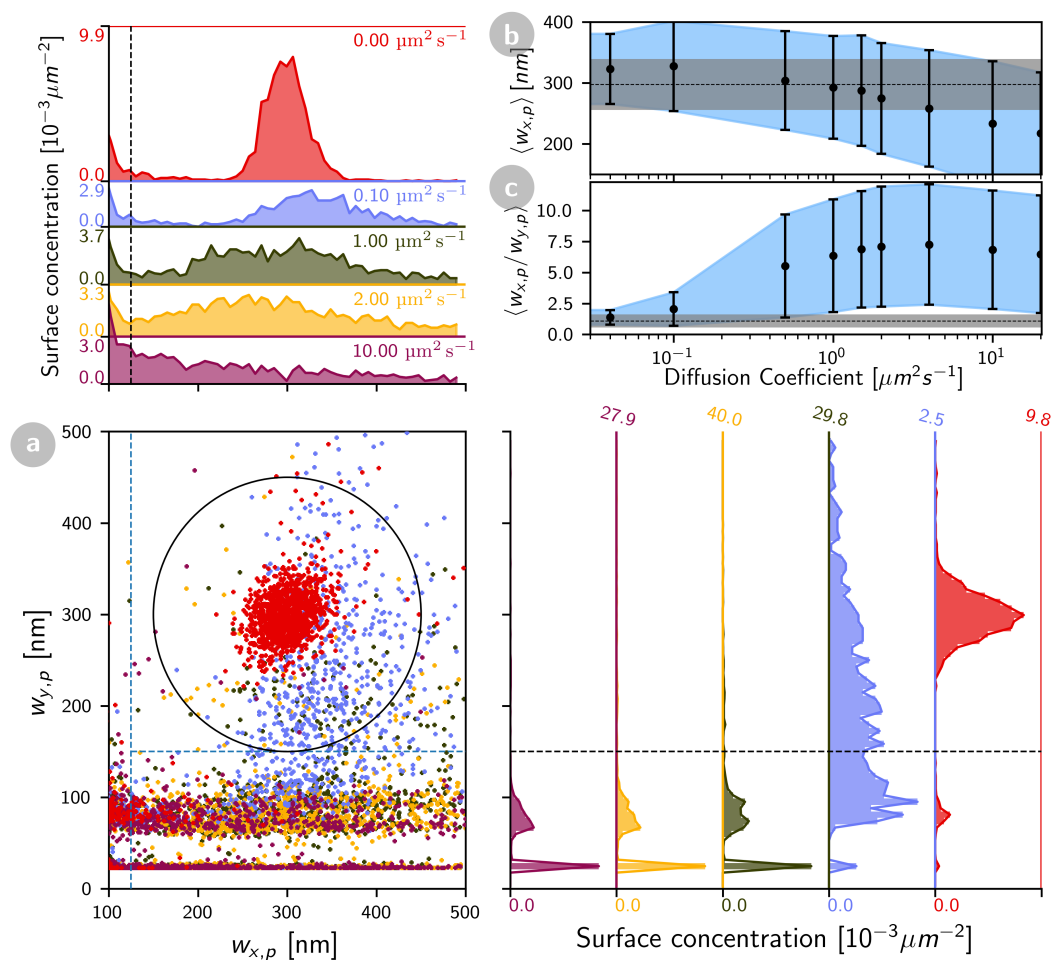 Surface concentration [10⁻³μm⁻²]
9.9
0.00 μm² s⁻¹
0.0
2.9
0.10 μm² s⁻¹
0.0
3.7
1.00 μm² s⁻¹
0.0
3.3
2.00 μm² s⁻¹
0.0
3.0
10.00 μm² s⁻¹
0.0
b
⟨w_{x,p}⟩ [nm]
400
300
200
c
⟨w_{x,p}/w_{y,p}⟩
10.0
7.5
5.0
2.5
0.0
10⁻¹ 10⁰ 10¹
Diffusion Coefficient [μm²s⁻¹]
a
w_{y,p} [nm]
500
400
300
200
100
0
100 200 300 400 500
w_{x,p} [nm]
27.9 40.0 29.8 2.5 9.8
0.0 0.0 0.0 0.0 0.0
Surface concentration [10⁻³μm⁻²]